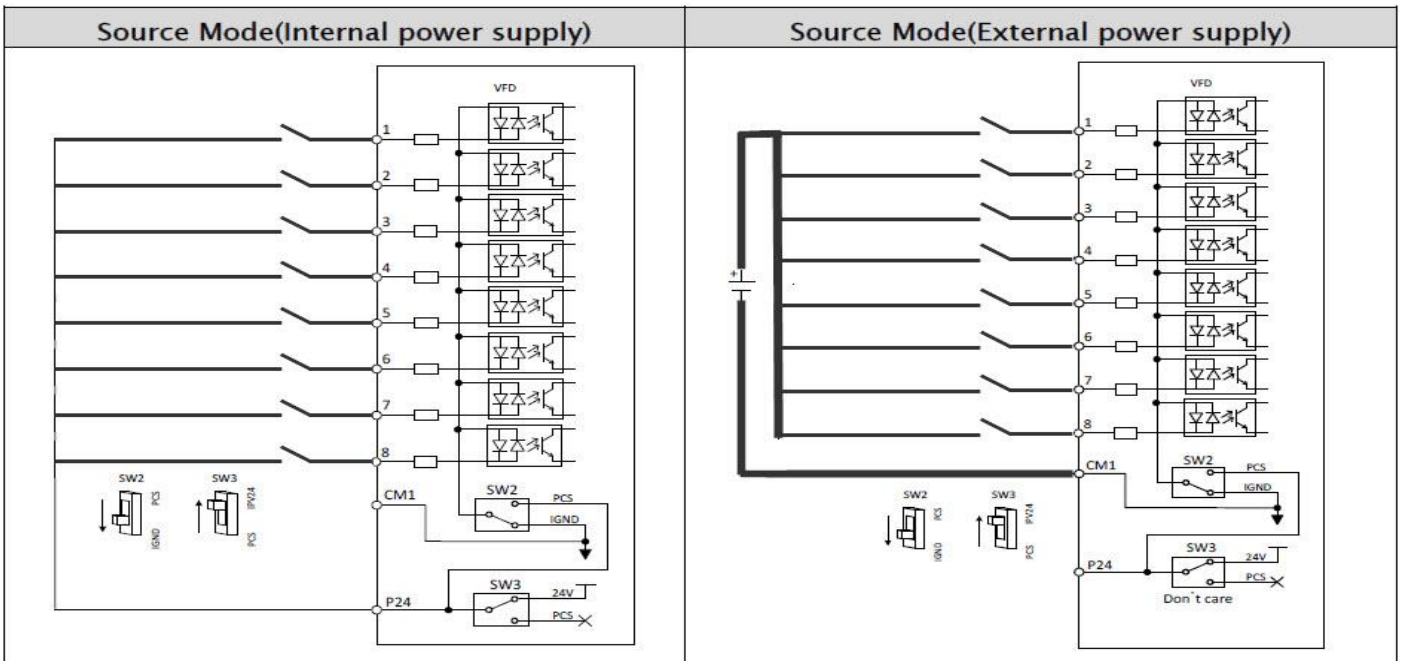 Source Mode(Internal power supply)
VFD
1
2
3
4
5
6
7
8
SW2
SW3
PCS
IGND
IPV24
PCS
CM1
SW2
PCS
IGND
P24
SW3
24V
PCS
Source Mode(External power supply)
VFD
1
2
3
4
5
6
7
8
+
CM1
SW2
PCS
IGND
SW2
SW3
PCS
IGND
IPV24
PCS
P24
SW3
24V
PCS
Don`t care